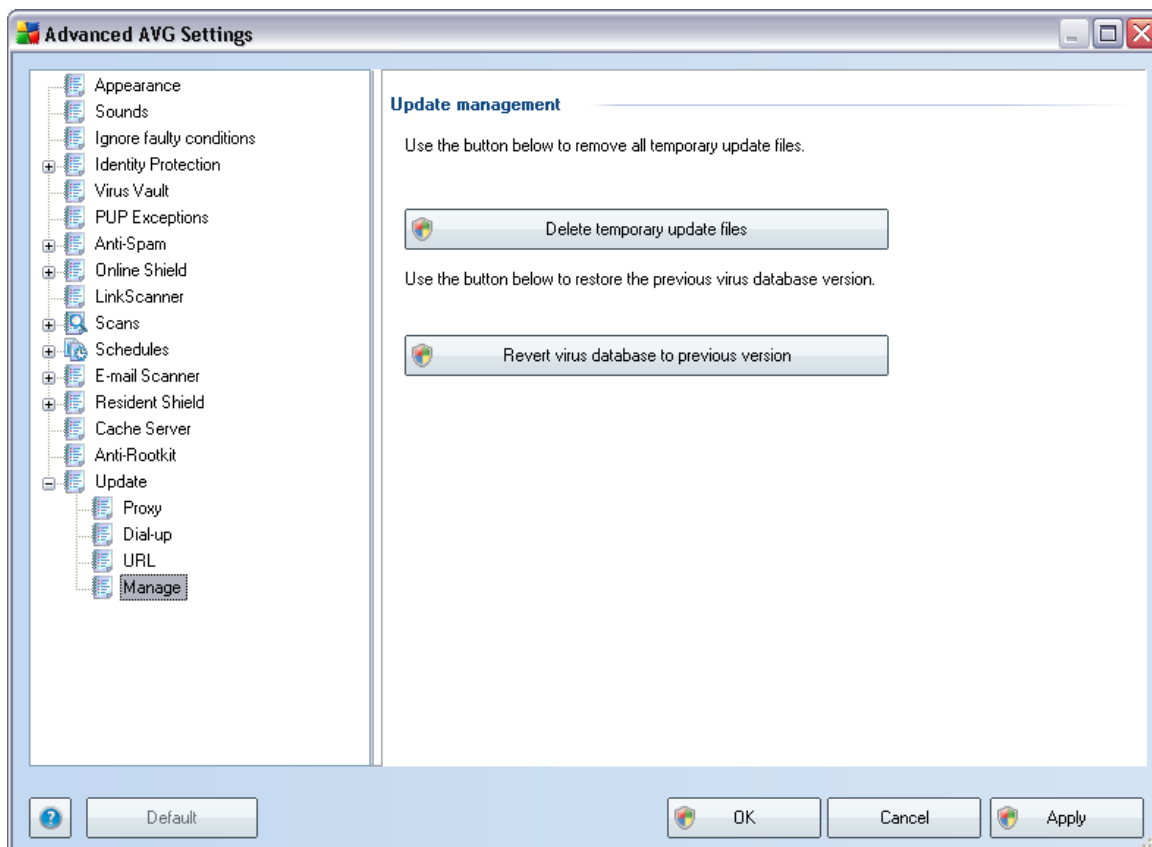 Advanced AVG Settings
Appearance
Sounds
Ignore faulty conditions
Identity Protection
Virus Vault
PUP Exceptions
Anti-Spam
Online Shield
LinkScanner
Scans
Schedules
E-mail Scanner
Resident Shield
Cache Server
Anti-Rootkit
Update
Proxy
Dial-up
URL
Manage
Update management
Use the button below to remove all temporary update files.
Delete temporary update files
Use the button below to restore the previous virus database version.
Revert virus database to previous version
?
Default
OK
Cancel
Apply